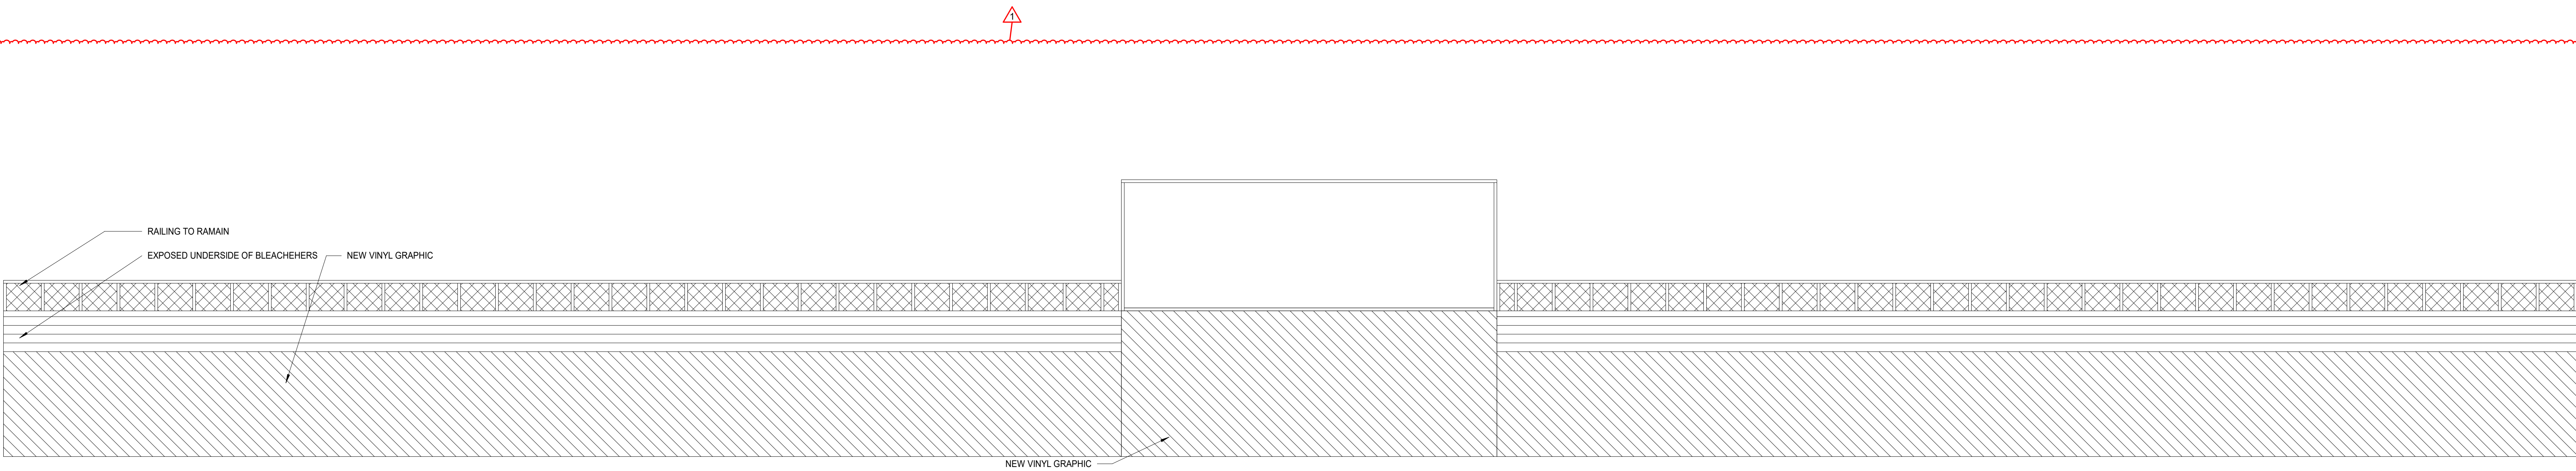 1
RAILING TO RAMAIN
EXPOSED UNDERSIDE OF BLEACHEHERS
NEW VINYL GRAPHIC
NEW VINYL GRAPHIC